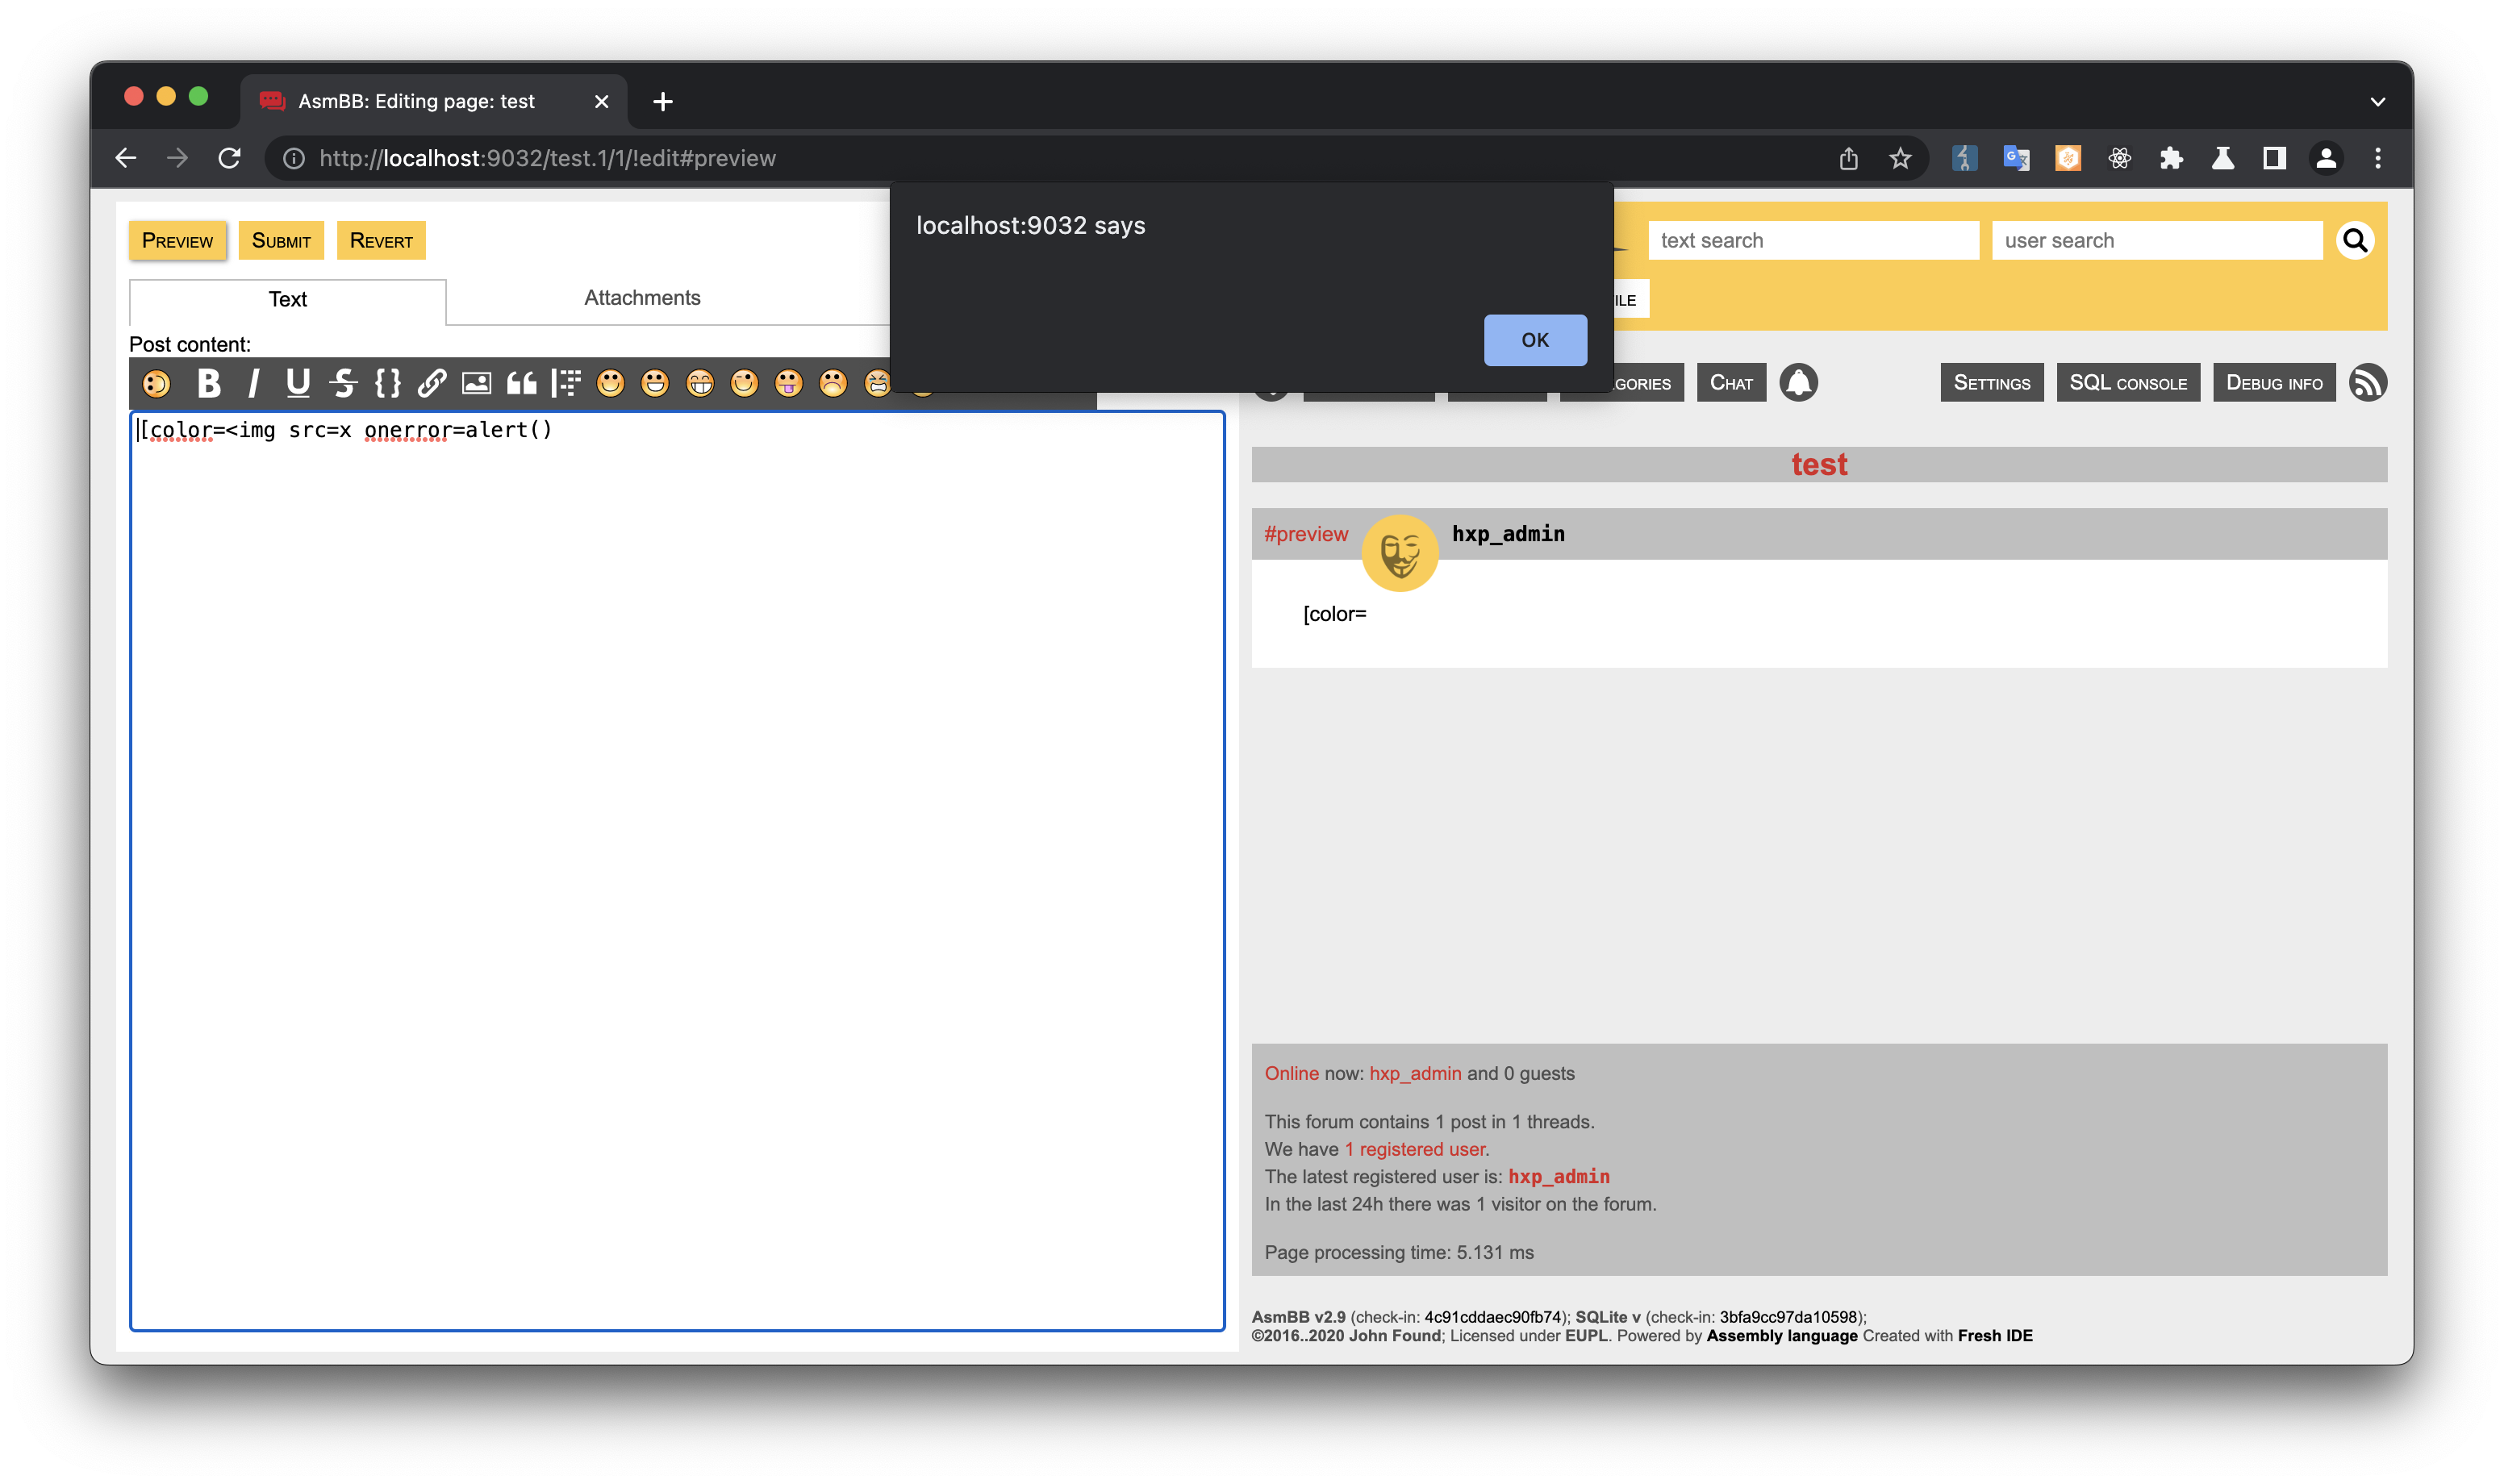 AsmBB: Editing page: test
http://localhost:9032/test.1/1/!edit#preview
localhost:9032 says
OK
Preview Submit Revert
text search user search
Text Attachments
Post content:
Chat Settings SQL console Debug info
[color=<img src=x onerror=alert()
test
#preview hxp_admin
[color=
Online now: hxp_admin and 0 guests
This forum contains 1 post in 1 threads.
We have 1 registered user.
The latest registered user is: hxp_admin
In the last 24h there was 1 visitor on the forum.
Page processing time: 5.131 ms
AsmBB v2.9 (check-in: 4c91cddaec90fb74); SQLite v (check-in: 3bfa9cc97da10598);
©2016..2020 John Found; Licensed under EUPL. Powered by Assembly language Created with Fresh IDE